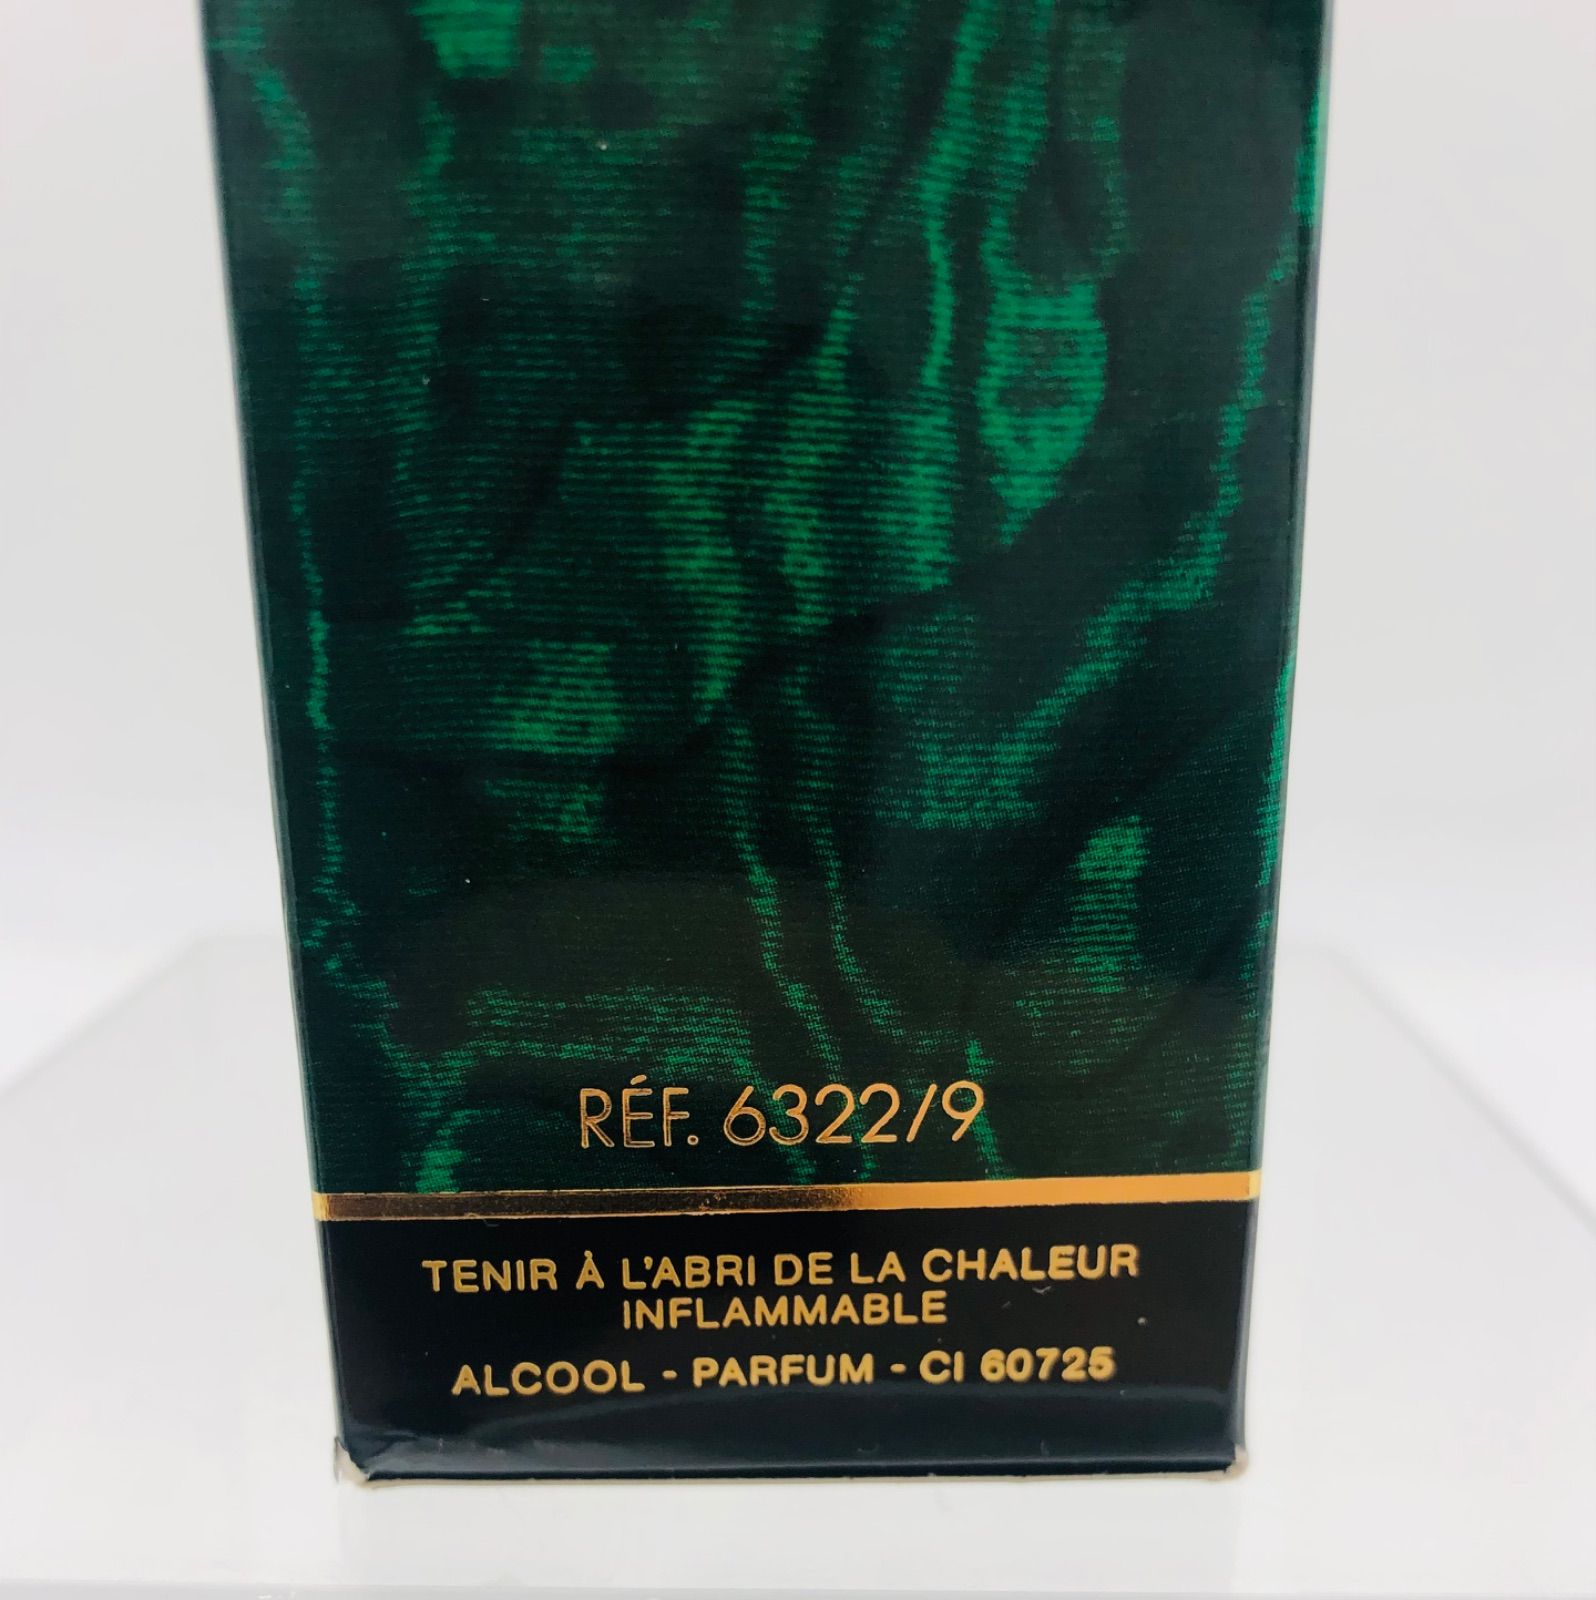 RÉF. 6322/9
TENIR À L'ABRI DE LA CHALEUR
INFLAMMABLE
ALCOOL - PARFUM - CI 60725